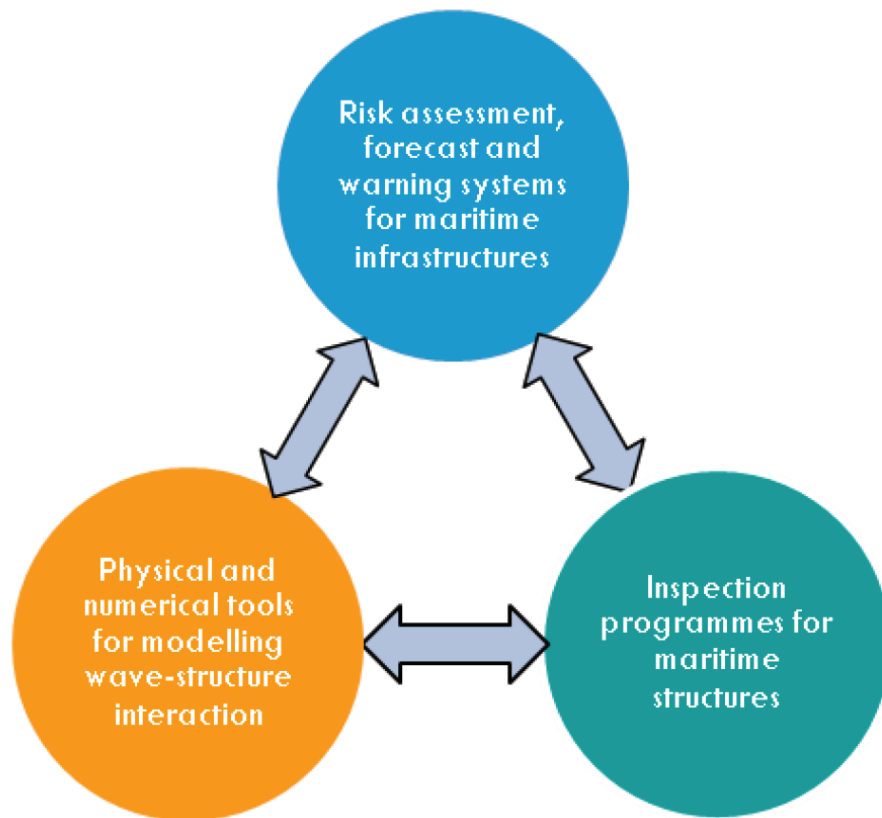 Risk assessment,
forecast and
warning systems
for maritime
infrastructures
Physical and
numerical tools
for modelling
wave-structure
interaction
Inspection
programmes for
maritime
structures